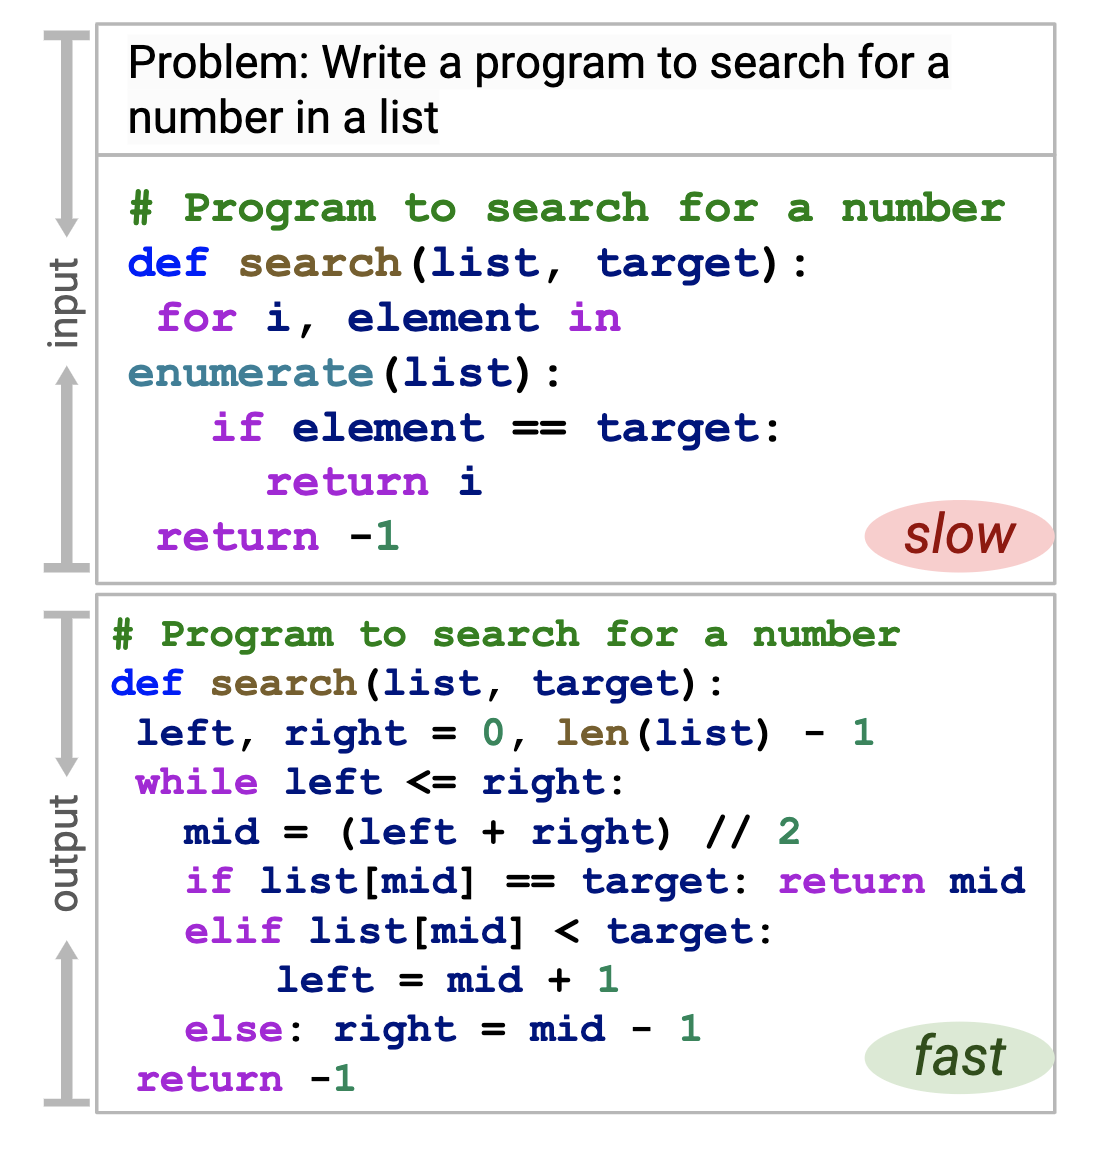 Problem: Write a program to search for a
number in a list
input
# Program to search for a number
def search(list, target):
 for i, element in
enumerate(list):
   if element == target:
     return i
 return -1
slow
output
# Program to search for a number
def search(list, target):
 left, right = 0, len(list) - 1
 while left <= right:
   mid = (left + right) // 2
   if list[mid] == target: return mid
   elif list[mid] < target:
       left = mid + 1
   else: right = mid - 1
 return -1
fast